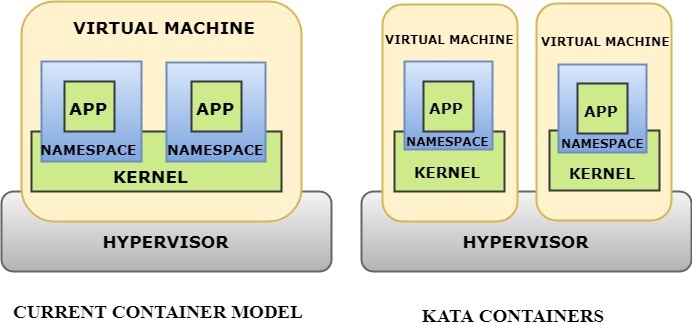 VIRTUAL MACHINE
APP
APP
NAMESPACE
NAMESPACE
KERNEL
HYPERVISOR
CURRENT CONTAINER MODEL
VIRTUAL MACHINE
APP
NAMESPACE
KERNEL
VIRTUAL MACHINE
APP
NAMESPACE
KERNEL
HYPERVISOR
KATA CONTAINERS